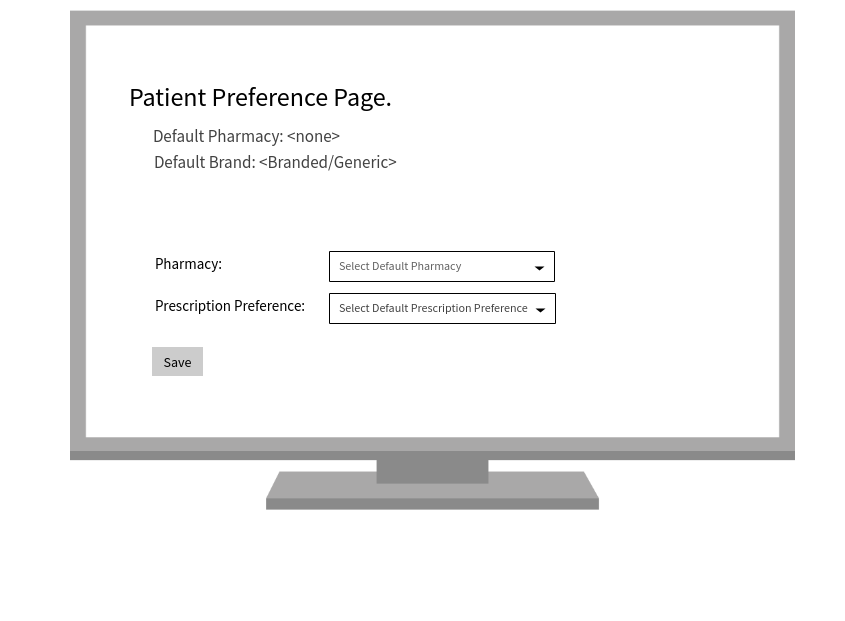 Patient Preference Page.
Default Pharmacy: <none>
Default Brand: <Branded/Generic>
Pharmacy:
Select Default Pharmacy
Prescription Preference:
Select Default Prescription Preference
Save